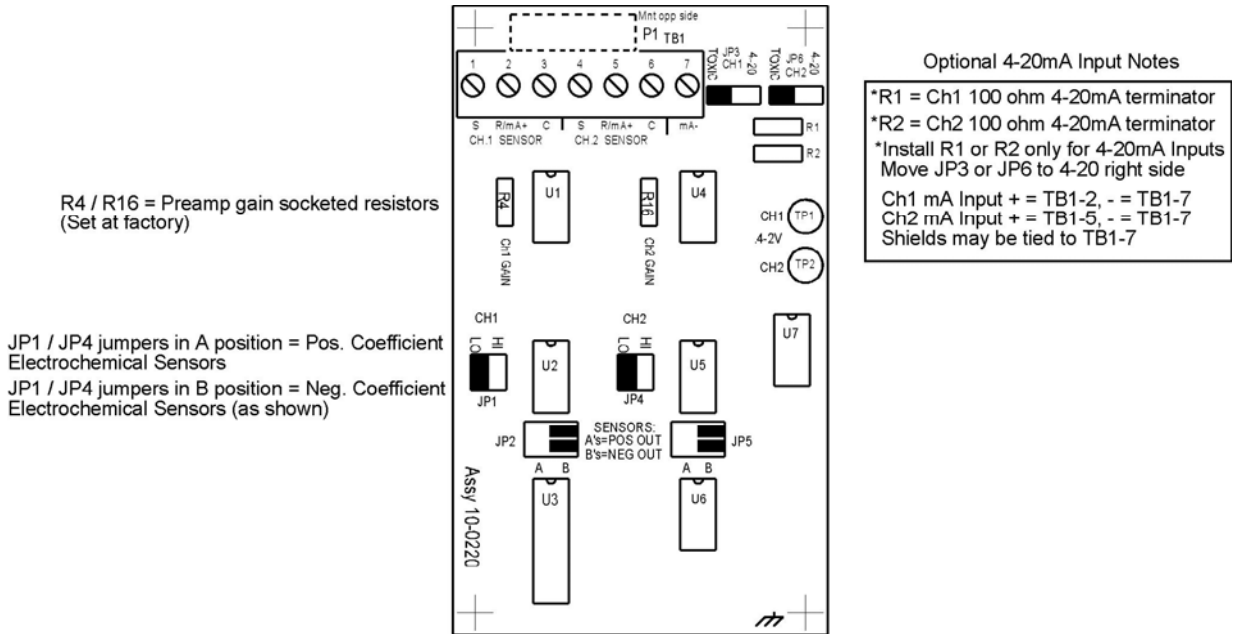 Mnt opp side
P1 TB1
TOXIC JP3 CH1 4-20
TOXIC JP6 CH2 4-20
1 2 3 4 5 6 7
S R/mA+ C S R/mA+ C mA-
CH.1 SENSOR CH.2 SENSOR
R1
R2
Optional 4-20mA Input Notes
*R1 = Ch1 100 ohm 4-20mA terminator
*R2 = Ch2 100 ohm 4-20mA terminator
*Install R1 or R2 only for 4-20mA Inputs
Move JP3 or JP6 to 4-20 right side
Ch1 mA Input + = TB1-2, - = TB1-7
Ch2 mA Input + = TB1-5, - = TB1-7
Shields may be tied to TB1-7
R4 / R16 = Preamp gain socketed resistors
(Set at factory)
R4
Ch1 GAIN
U1
R16
Ch2 GAIN
U4
CH1 TP1
.4-2V
CH2 TP2
JP1 / JP4 jumpers in A position = Pos. Coefficient
Electrochemical Sensors
JP1 / JP4 jumpers in B position = Neg. Coefficient
Electrochemical Sensors (as shown)
CH1
LO HI
JP1
U2
CH2
LO HI
JP4
U5
U7
JP2
SENSORS:
A's=POS OUT
B's=NEG OUT
JP5
A B
A B
Assy 10-0220
U3
U6